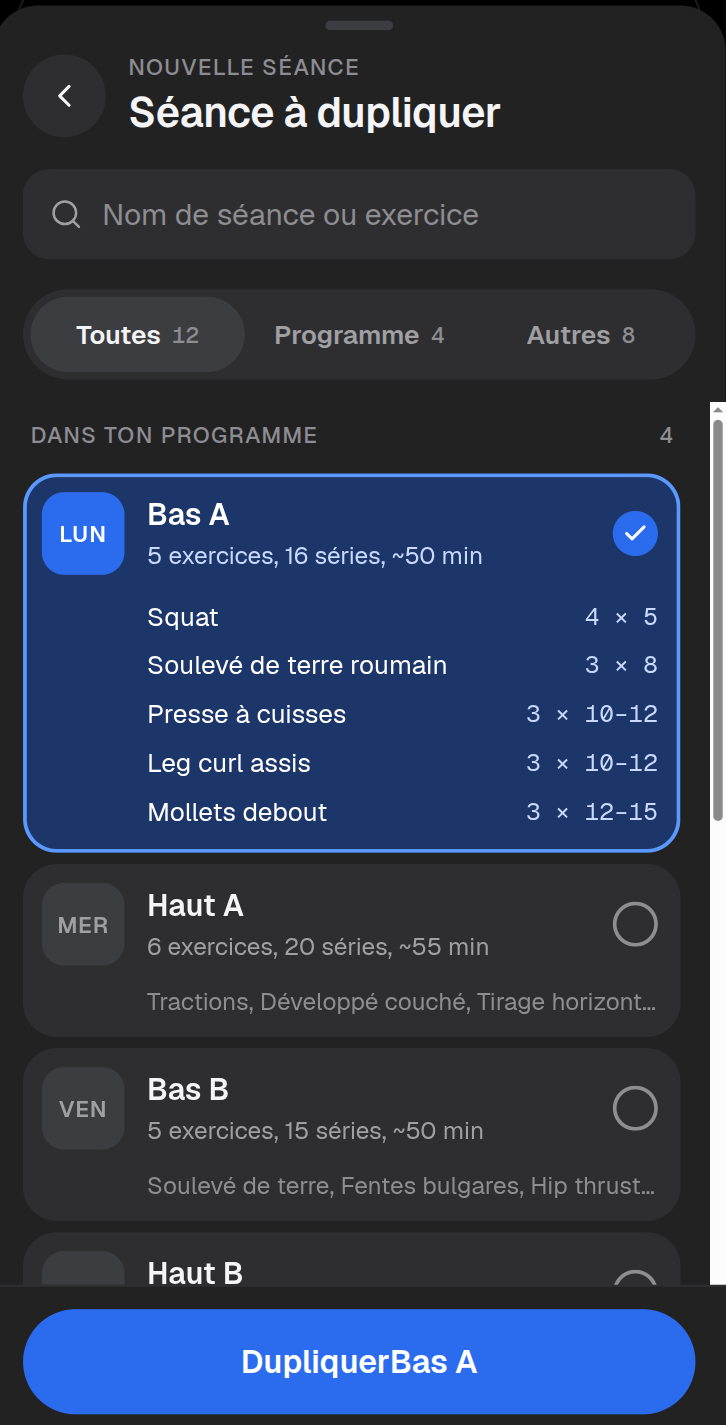 NOUVELLE SÉANCE
Séance à dupliquer
Nom de séance ou exercice
Toutes 12 Programme 4 Autres 8
DANS TON PROGRAMME 4
LUN Bas A
5 exercices, 16 séries, ~50 min
Squat 4 × 5
Soulevé de terre roumain 3 × 8
Presse à cuisses 3 × 10–12
Leg curl assis 3 × 10–12
Mollets debout 3 × 12–15
MER Haut A
6 exercices, 20 séries, ~55 min
Tractions, Développé couché, Tirage horizont…
VEN Bas B
5 exercices, 15 séries, ~50 min
Soulevé de terre, Fentes bulgares, Hip thrust…
Haut B
DupliquerBas A